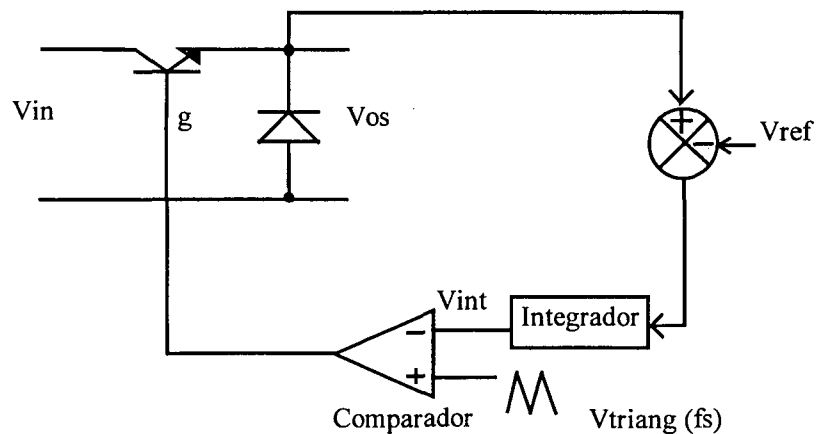 Vin
g
Vos
+
−
Vref
Vint
Integrador
−
+
Comparador
Vtriang (fs)